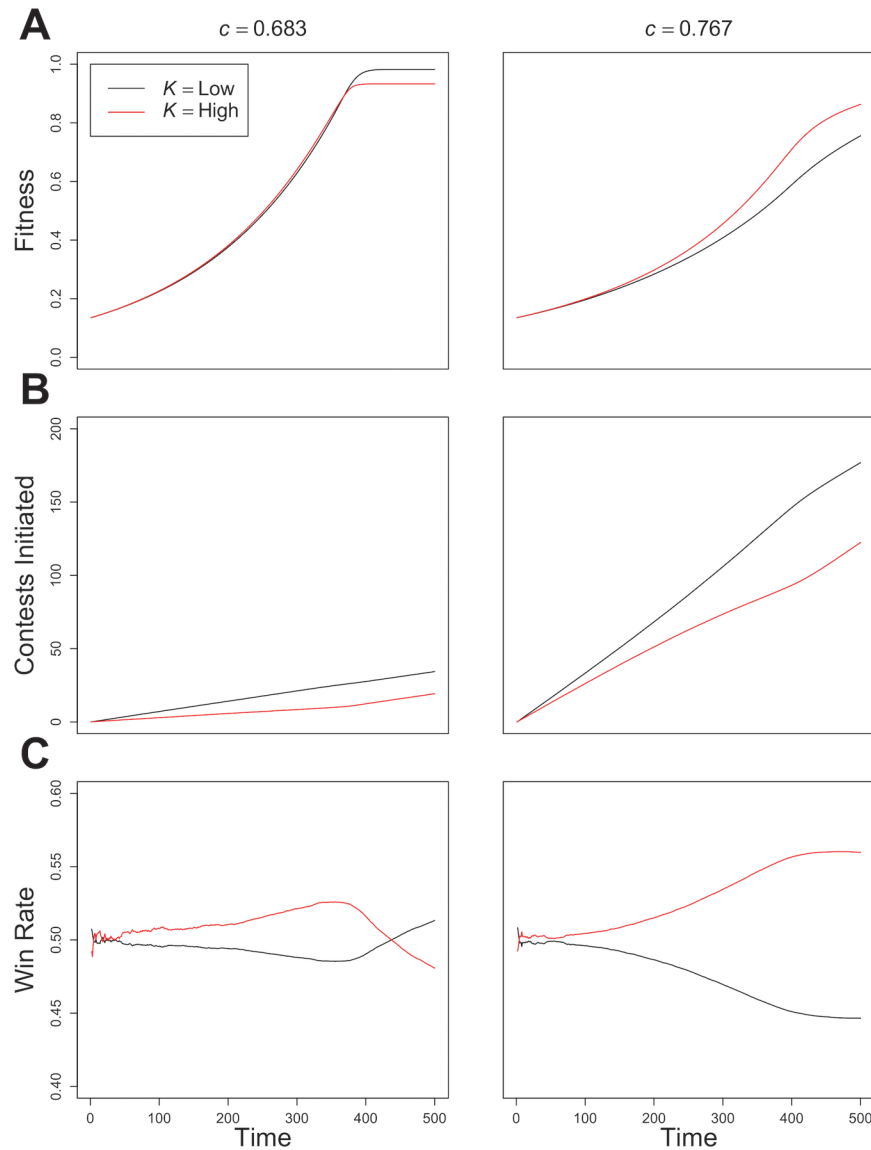 A
c = 0.683
c = 0.767
K = Low
K = High
Fitness
0.0
0.2
0.4
0.6
0.8
1.0
B
Contests Initiated
0
50
100
150
200
C
Win Rate
0.40
0.45
0.50
0.55
0.60
0 100 200 300 400 500
0 100 200 300 400 500
Time
Time